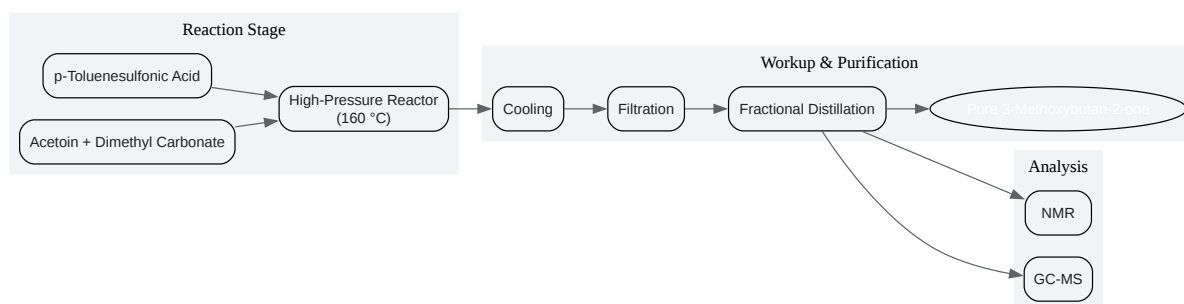 Reaction Stage
p-Toluenesulfonic Acid
Acetoin + Dimethyl Carbonate
High-Pressure Reactor
(160 °C)
Workup & Purification
Cooling
Filtration
Fractional Distillation
Pure 3-Methoxybutan-2-one
Analysis
NMR
GC-MS